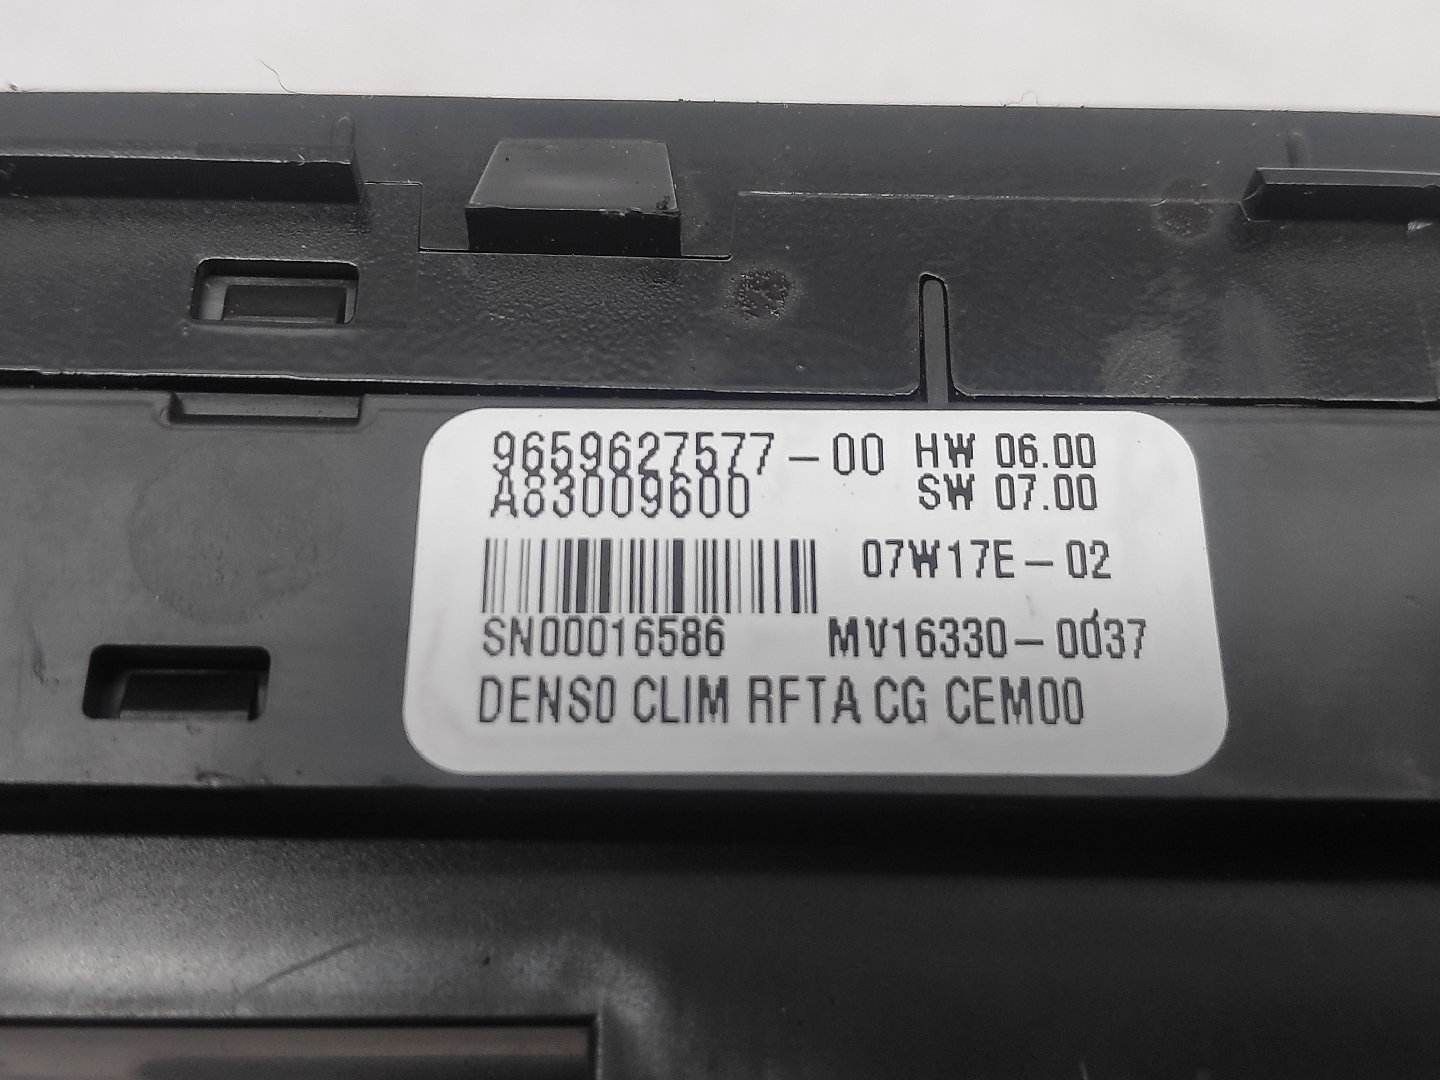 9659627577-00 HW 06.00
A83009600 SW 07.00
07W17E-02
SN00016586 MV16330-0037
DENSO CLIM RFTA CG CEM00